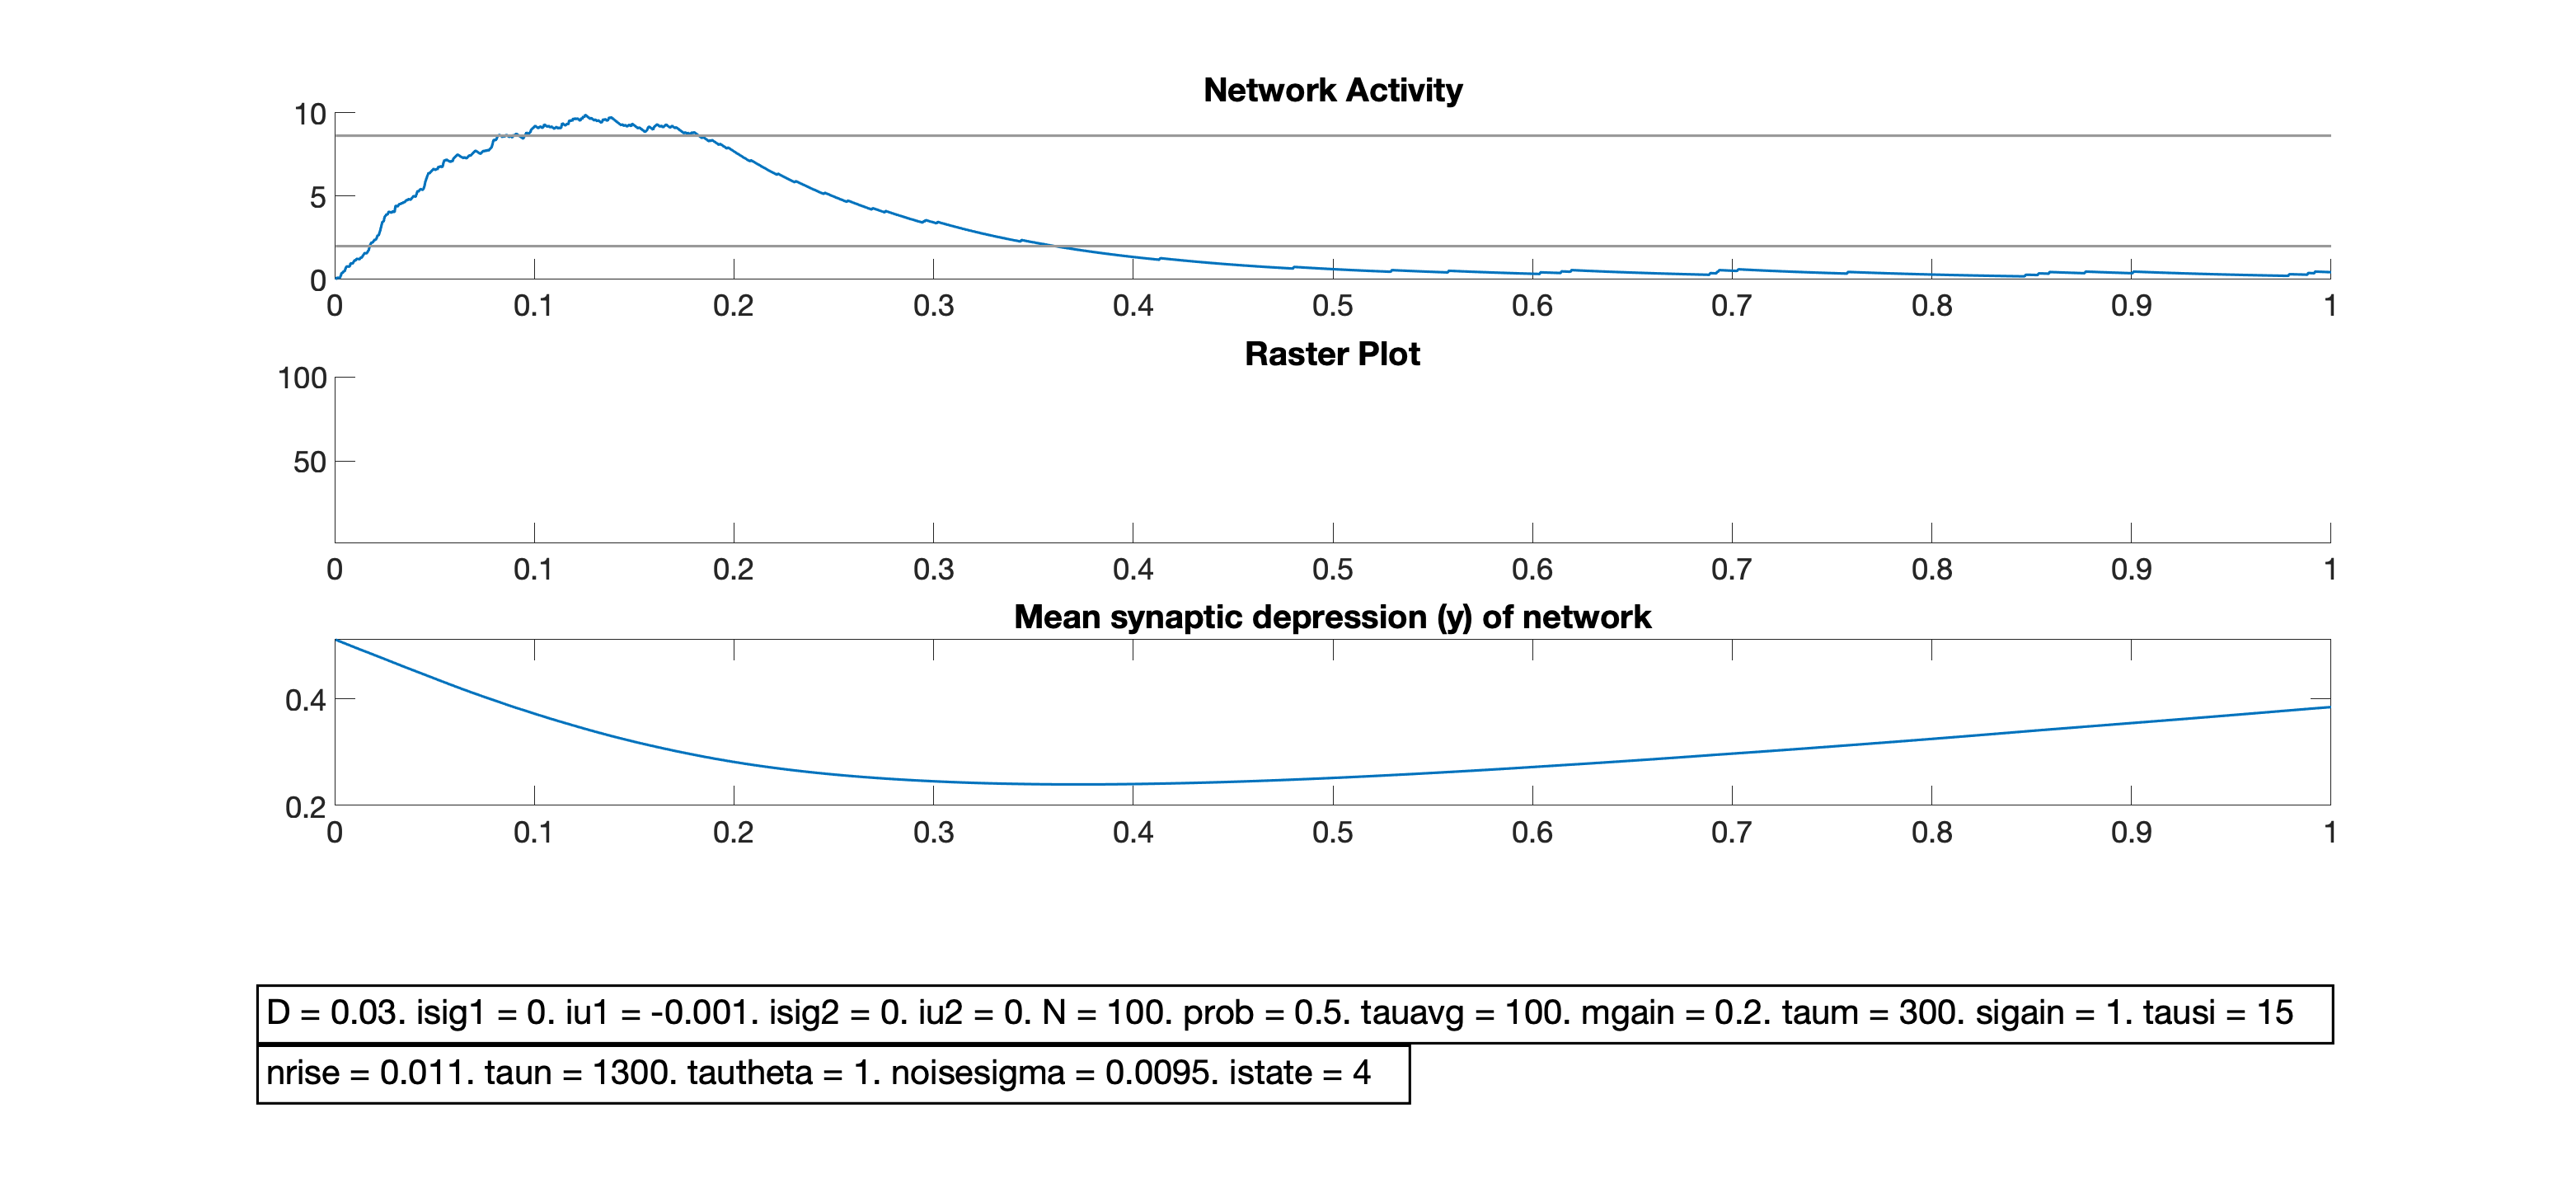 Network Activity
10
5
0
0 0.1 0.2 0.3 0.4 0.5 0.6 0.7 0.8 0.9 1
Raster Plot
100
50
0 0.1 0.2 0.3 0.4 0.5 0.6 0.7 0.8 0.9 1
Mean synaptic depression (y) of network
0.4
0.2
0 0.1 0.2 0.3 0.4 0.5 0.6 0.7 0.8 0.9 1
D = 0.03. isig1 = 0. iu1 = -0.001. isig2 = 0. iu2 = 0. N = 100. prob = 0.5. tauavg = 100. mgain = 0.2. taum = 300. sigain = 1. tausi = 15
nrise = 0.011. taun = 1300. tautheta = 1. noisesigma = 0.0095. istate = 4